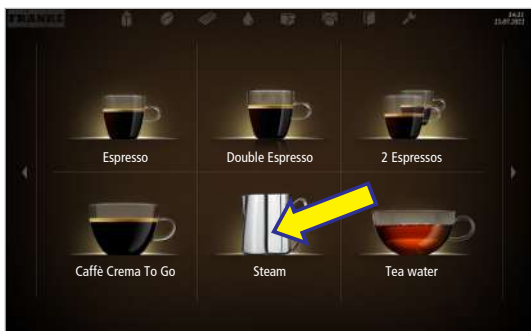 FRANKE
Espresso
Double Espresso
2 Espressos
Caffè Crema To Go
Steam
Tea water